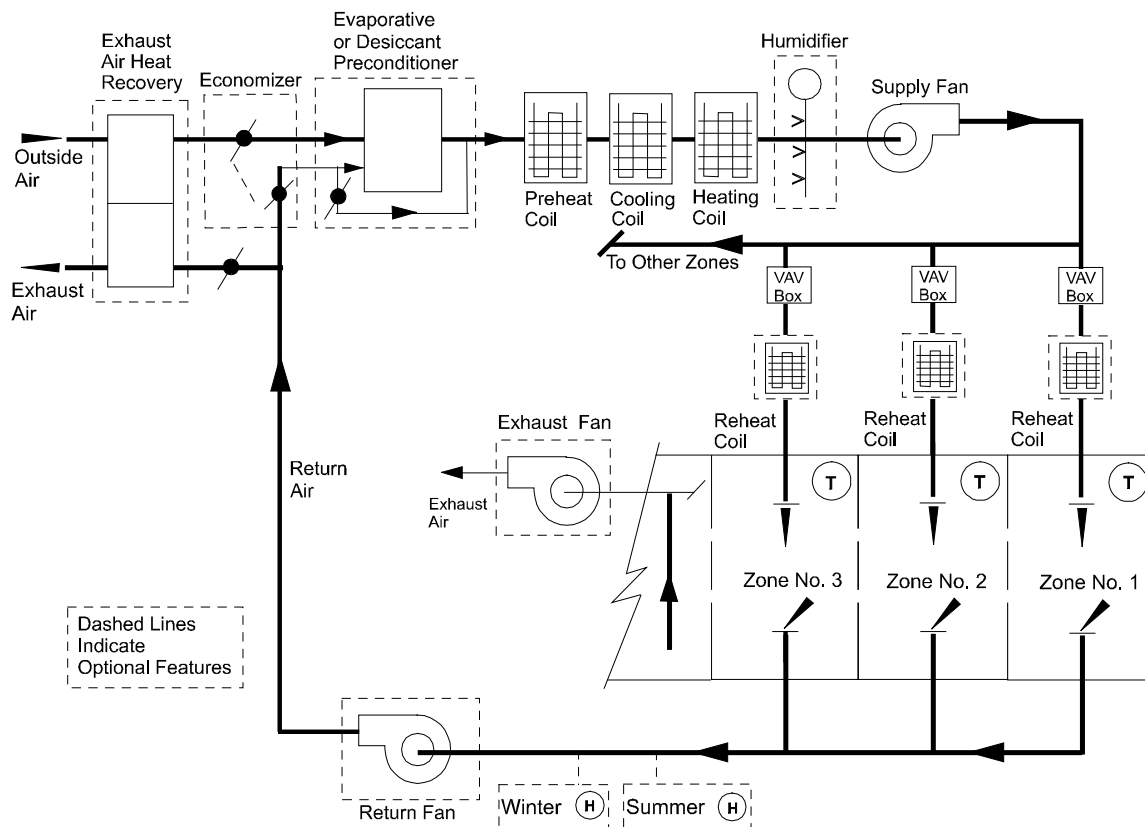 Exhaust
Air Heat
Recovery
Economizer
Evaporative
or Desiccant
Preconditioner
Humidifier
Supply Fan
Outside
Air
Exhaust
Air
Preheat
Coil
Cooling
Coil
Heating
Coil
To Other Zones
VAV
Box
VAV
Box
VAV
Box
Reheat
Coil
Reheat
Coil
Reheat
Coil
Exhaust Fan
Exhaust
Air
Return
Air
T
T
T
Zone No. 3
Zone No. 2
Zone No. 1
Dashed Lines
Indicate
Optional Features
Return Fan
Winter H
Summer H